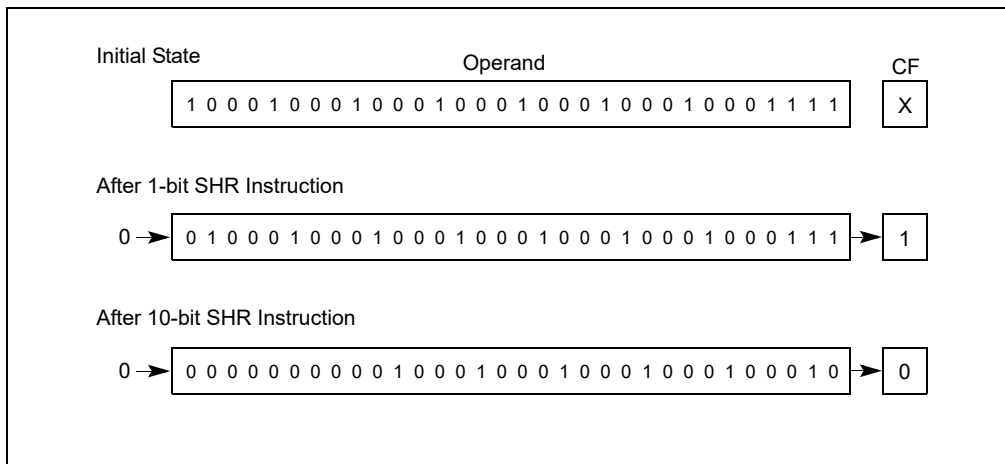 Initial State
Operand
CF
1 0 0 0 1 0 0 0 1 0 0 0 1 0 0 0 1 0 0 0 1 0 0 0 1 0 0 0 1 1 1 1
X
After 1-bit SHR Instruction
0
0 1 0 0 0 1 0 0 0 1 0 0 0 1 0 0 0 1 0 0 0 1 0 0 0 1 0 0 0 1 1 1
1
After 10-bit SHR Instruction
0
0 0 0 0 0 0 0 0 0 0 1 0 0 0 1 0 0 0 1 0 0 0 1 0 0 0 1 0 0 0 1 0
0